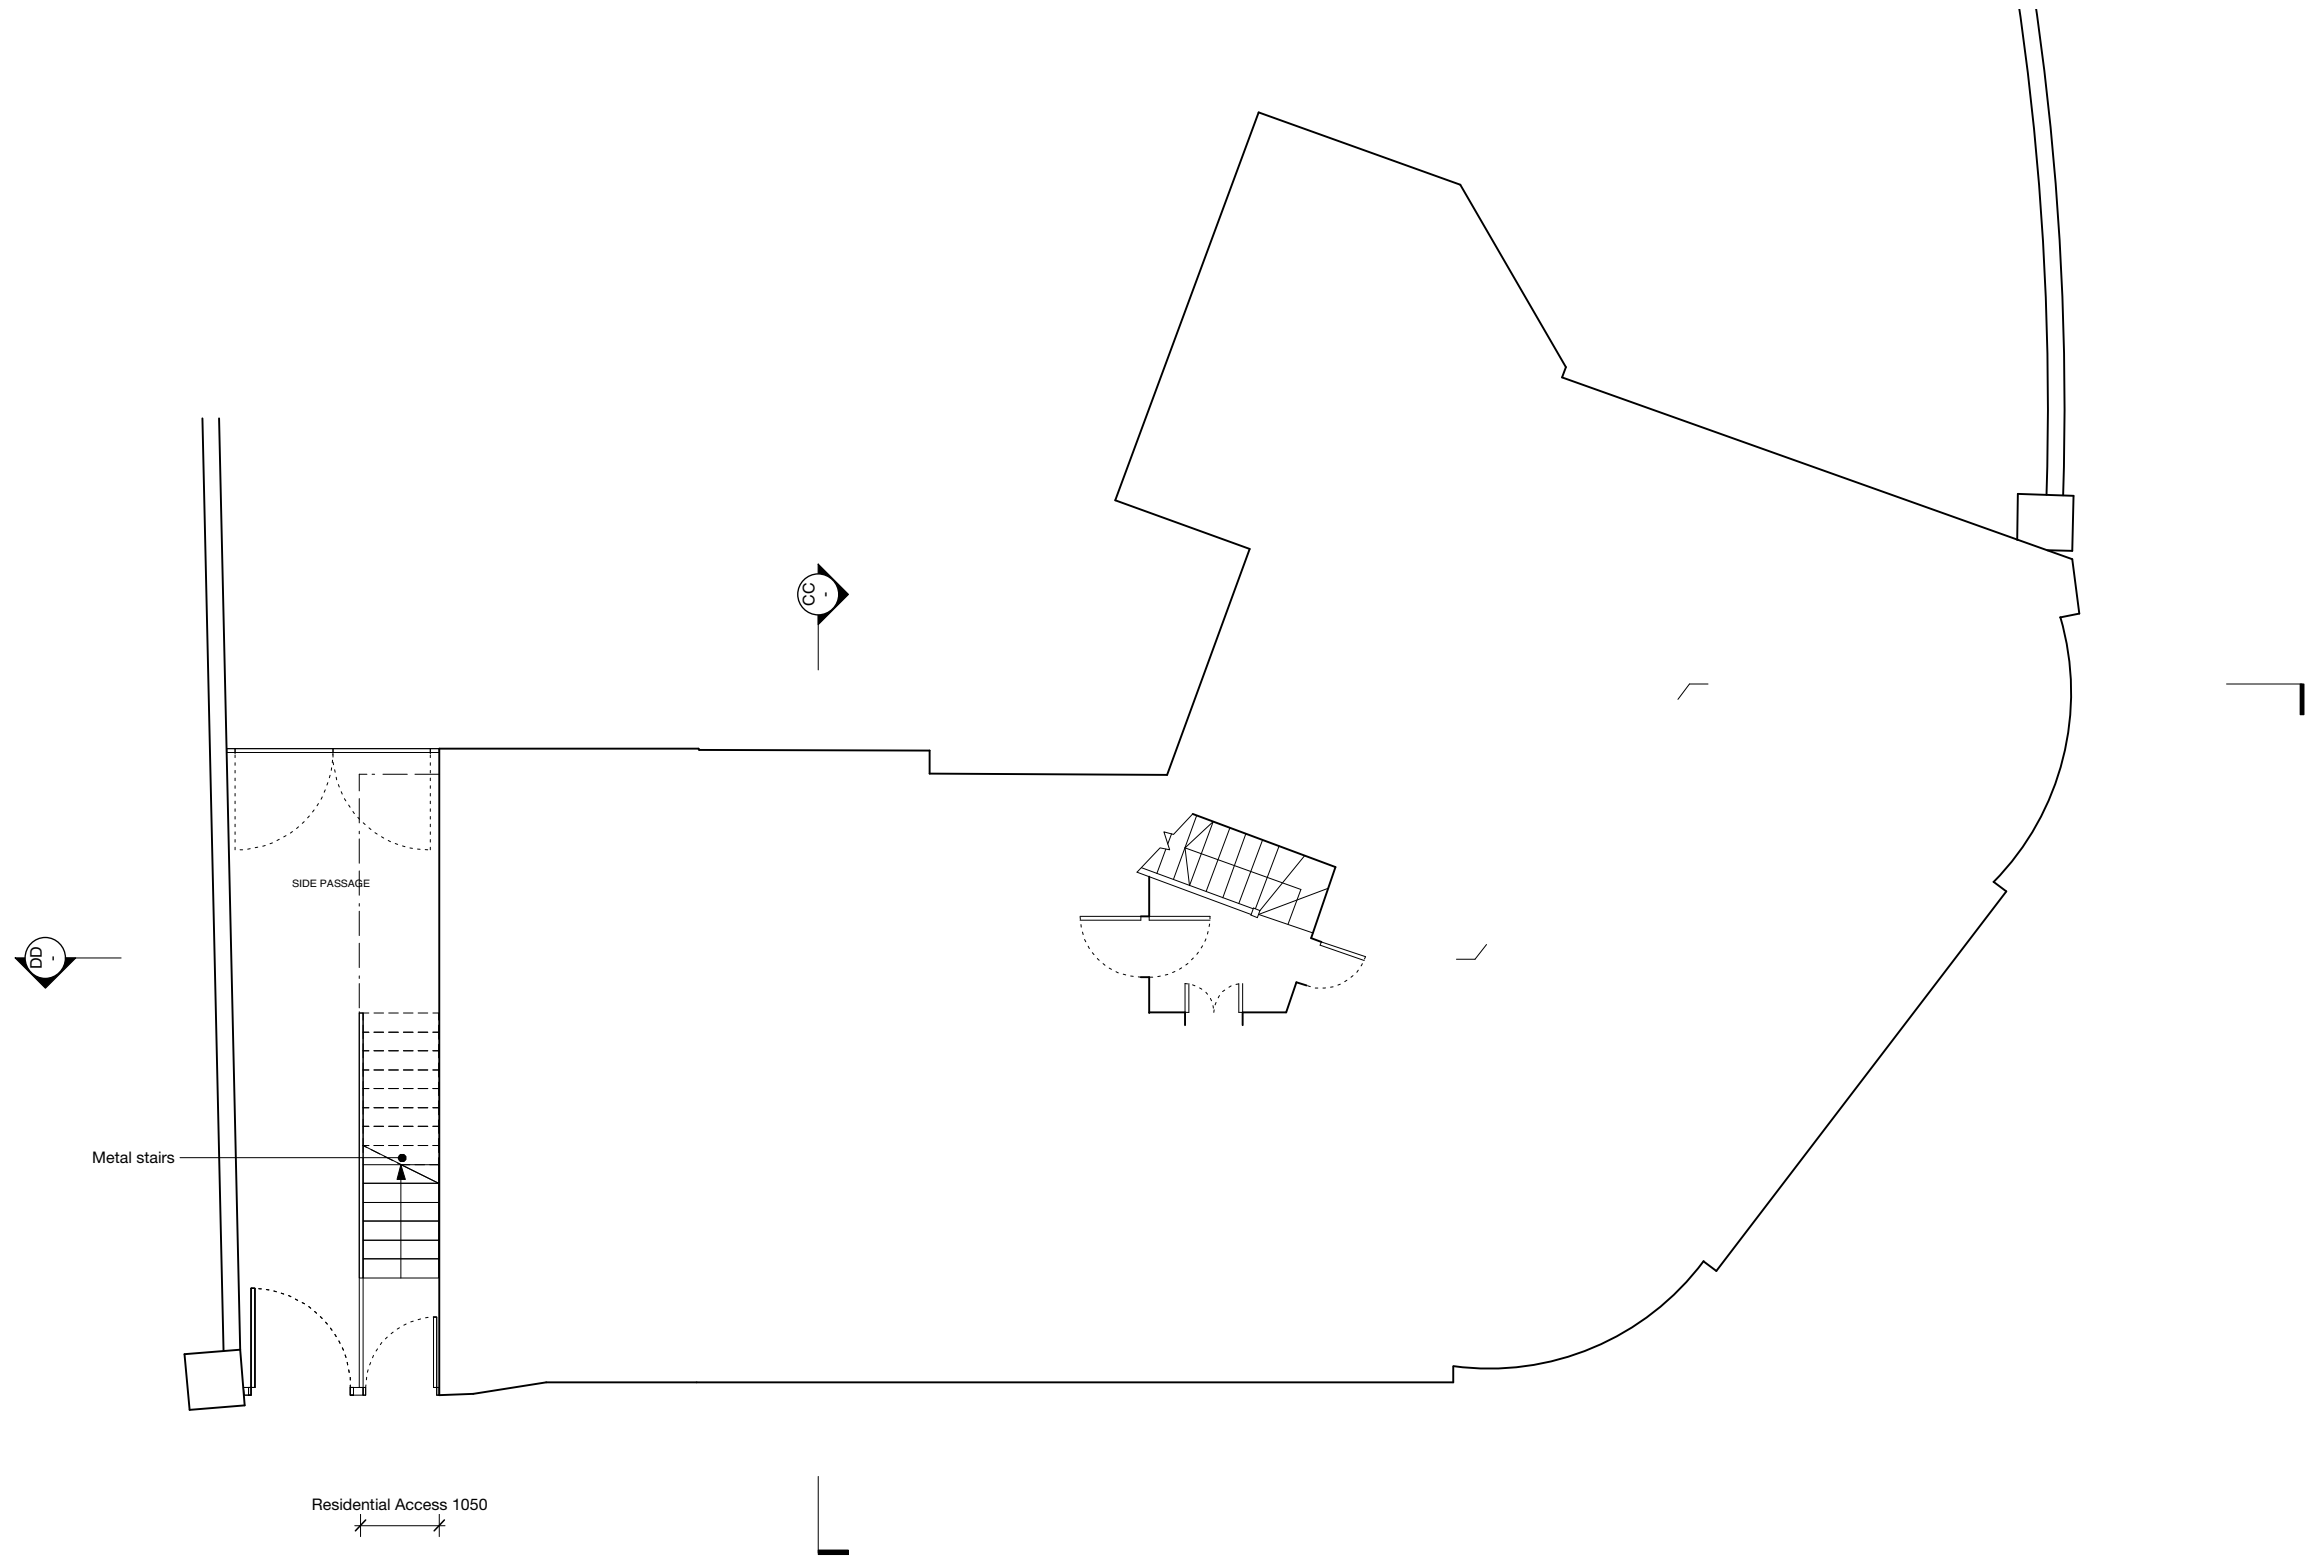 CC
-
SIDE PASSAGE
DD
-
Metal stairs
Residential Access 1050